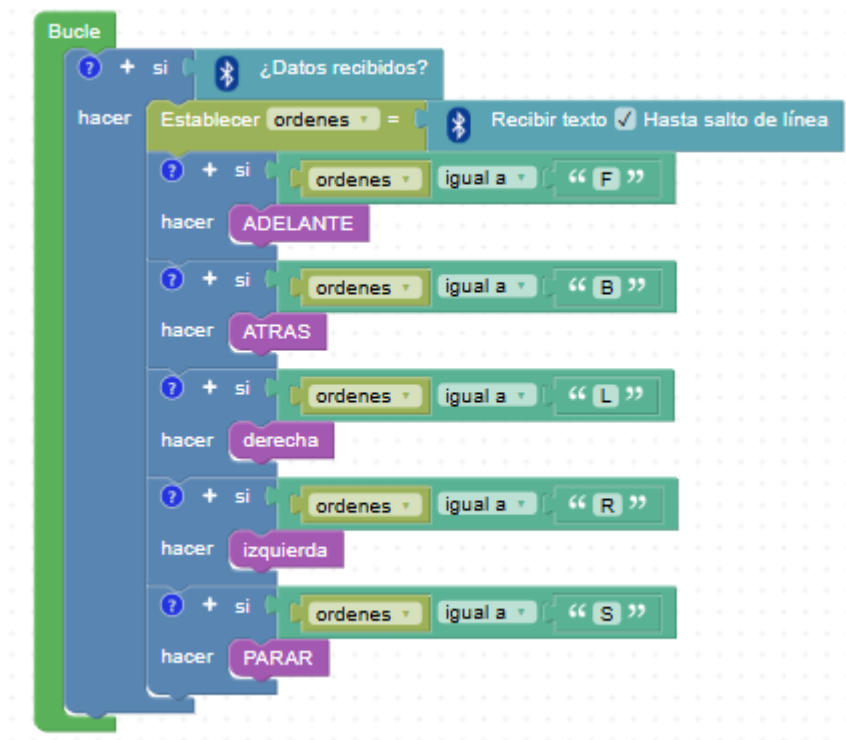 Bucle
? + si ¿Datos recibidos?
hacer Establecer ordenes = Recibir texto ✓ Hasta salto de línea
? + si ordenes igual a “ F ”
hacer ADELANTE
? + si ordenes igual a “ B ”
hacer ATRAS
? + si ordenes igual a “ L ”
hacer derecha
? + si ordenes igual a “ R ”
hacer izquierda
? + si ordenes igual a “ S ”
hacer PARAR